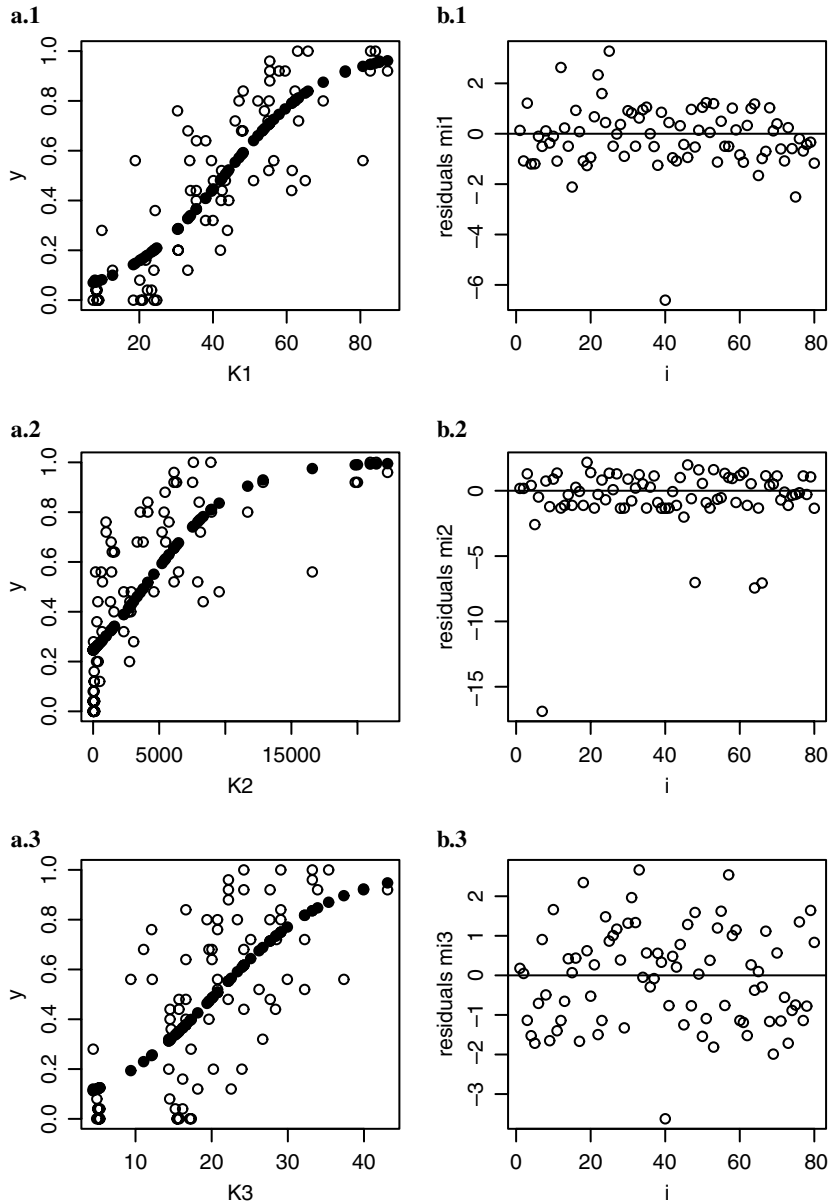 a.1
b.1
y
0.0 0.2 0.4 0.6 0.8 1.0
20 40 60 80
K1
residuals mi1
−6 −4 −2 0 2
0 20 40 60 80
i
a.2
b.2
y
0.0 0.2 0.4 0.6 0.8 1.0
0 5000 15000
K2
residuals mi2
−15 −10 −5 0
0 20 40 60 80
i
a.3
b.3
y
0.0 0.2 0.4 0.6 0.8 1.0
10 20 30 40
K3
residuals mi3
−3 −2 −1 0 1 2
0 20 40 60 80
i